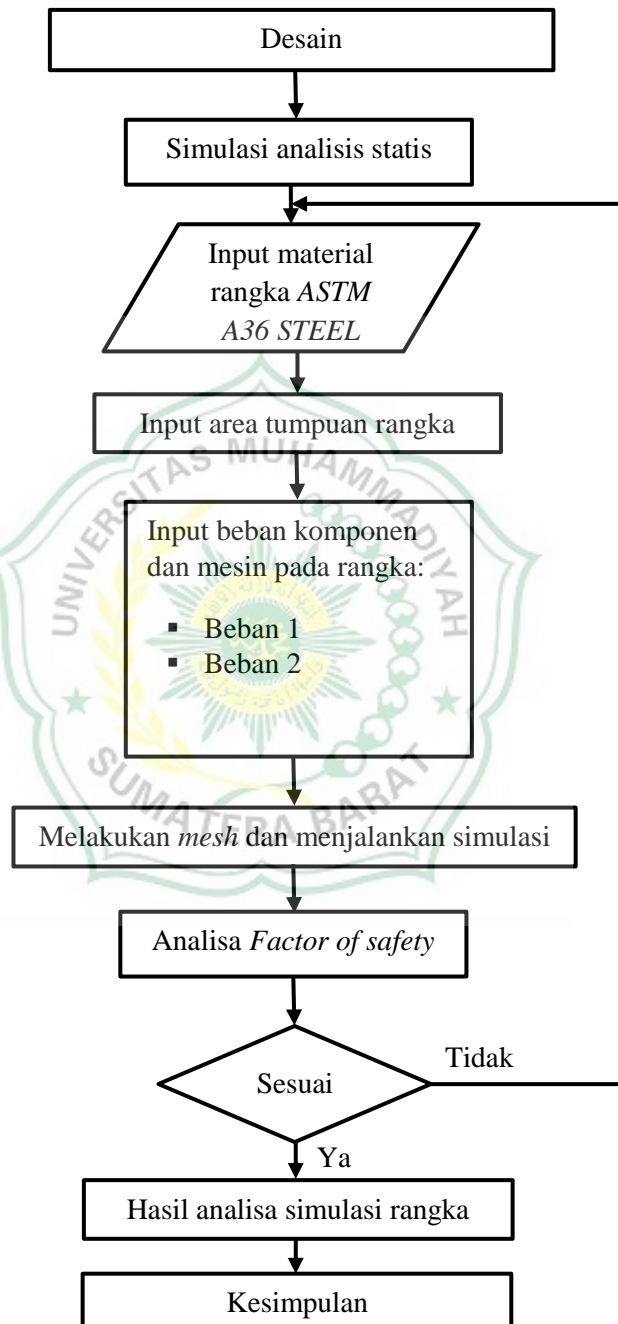 Desain
Simulasi analisis statis
Input material
rangka ASTM
A36 STEEL
Input area tumpuan rangka
UNIVERSITAS MUHAMMADIYAH
Input beban komponen
dan mesin pada rangka:
▪ Beban 1
▪ Beban 2
SUMATERA BARAT
Melakukan mesh dan menjalankan simulasi
Analisa Factor of safety
Sesuai
Tidak
Ya
Hasil analisa simulasi rangka
Kesimpulan